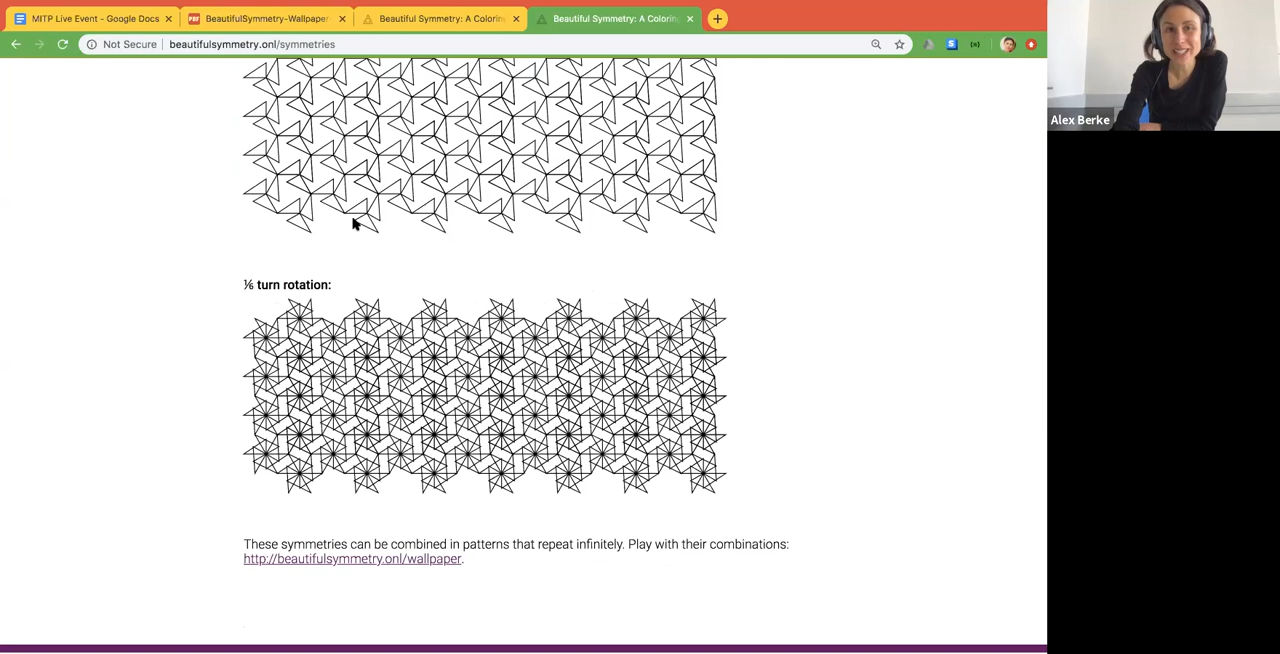 MITP Live Event - Google Docs
BeautifulSymmetry-Wallpaper
Beautiful Symmetry: A Coloring
Beautiful Symmetry: A Coloring
Not Secure
beautifulsymmetry.onl/symmetries
Alex Berke
⅙ turn rotation:
These symmetries can be combined in patterns that repeat infinitely. Play with their combinations:
http://beautifulsymmetry.onl/wallpaper.